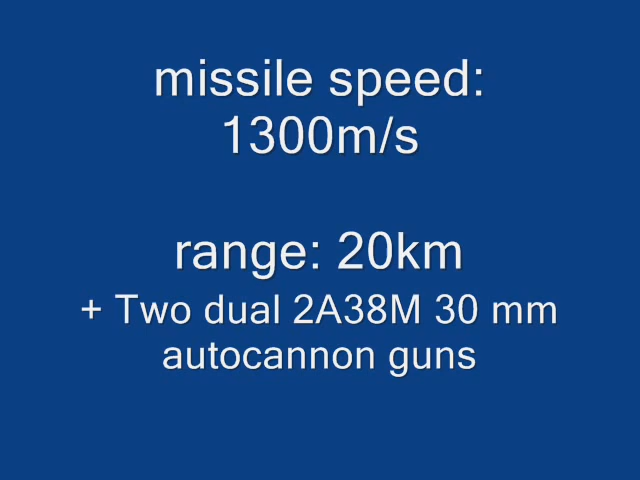 missile speed:
1300m/s
range: 20km
+ Two dual 2A38M 30 mm
autocannon guns